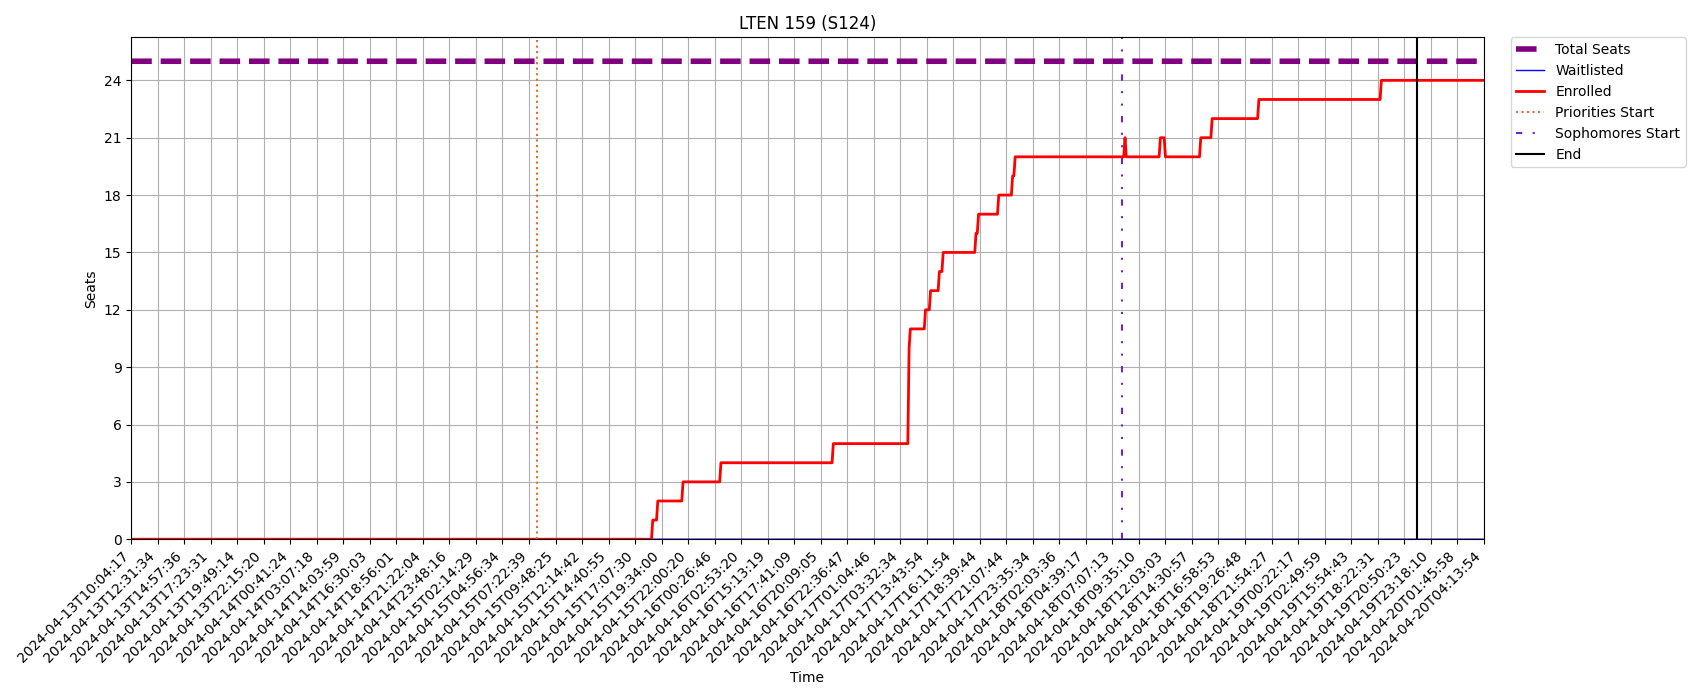 LTEN 159 (S124)
Total Seats
Waitlisted
Enrolled
Priorities Start
Sophomores Start
End
Seats
24
21
18
15
12
9
6
3
0
2024-04-13T10:04:17
2024-04-13T12:31:34
2024-04-13T14:57:36
2024-04-13T17:23:31
2024-04-13T19:49:14
2024-04-13T22:15:20
2024-04-14T00:41:24
2024-04-14T03:07:18
2024-04-14T14:03:59
2024-04-14T16:30:03
2024-04-14T18:56:01
2024-04-14T21:22:04
2024-04-14T23:48:16
2024-04-15T02:14:29
2024-04-15T04:56:34
2024-04-15T07:22:39
2024-04-15T09:48:25
2024-04-15T12:14:42
2024-04-15T14:40:55
2024-04-15T17:07:30
2024-04-15T19:34:00
2024-04-15T22:00:20
2024-04-16T00:26:46
2024-04-16T02:53:20
2024-04-16T15:13:19
2024-04-16T17:41:09
2024-04-16T20:09:05
2024-04-16T22:36:47
2024-04-17T01:04:46
2024-04-17T03:32:34
2024-04-17T13:43:54
2024-04-17T16:11:54
2024-04-17T18:39:44
2024-04-17T21:07:44
2024-04-17T23:35:34
2024-04-18T02:03:36
2024-04-18T04:39:17
2024-04-18T07:07:13
2024-04-18T09:35:10
2024-04-18T12:03:03
2024-04-18T14:30:57
2024-04-18T16:58:53
2024-04-18T19:26:48
2024-04-18T21:54:27
2024-04-19T00:22:17
2024-04-19T02:49:59
2024-04-19T15:54:43
2024-04-19T18:22:31
2024-04-19T20:50:23
2024-04-19T23:18:10
2024-04-20T01:45:58
2024-04-20T04:13:54
Time